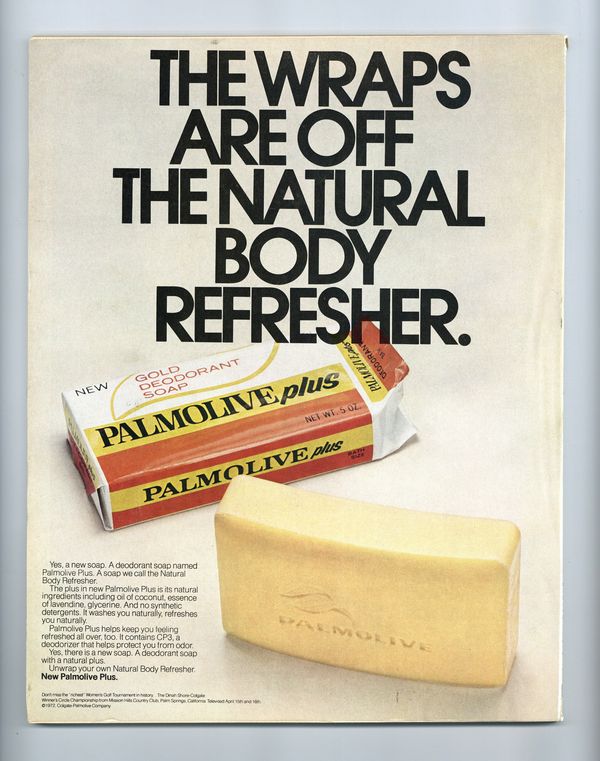 THE WRAPS
ARE OFF
THE NATURAL
BODY
REFRESHER.
NEW
GOLD
DEODORANT
SOAP
PALMOLIVE plus
NET WT. 5 OZ.
PALMOLIVE plus
BATH
SIZE
PALMOLIVE plus
DEODORANT
PALMOLIVE
Yes, a new soap. A deodorant soap named
Palmolive Plus. A soap we call the Natural
Body Refresher.
The plus in new Palmolive Plus is its natural
ingredients including oil of coconut, essence
of lavendine, glycerine. And no synthetic
detergents. It washes you naturally, refreshes
you naturally.
Palmolive Plus helps keep you feeling
refreshed all over, too. It contains CP3, a
deodorizer that helps protect you from odor.
Yes, there is a new soap. A deodorant soap
with a natural plus.
Unwrap your own Natural Body Refresher.
New Palmolive Plus.
Don't miss the "richest" Women's Golf Tournament in history. The Dinah Shore-Colgate
Winner's Circle Championship from Mission Hills Country Club, Palm Springs, California. Televised April 15th and 16th.
©1972, Colgate-Palmolive Company